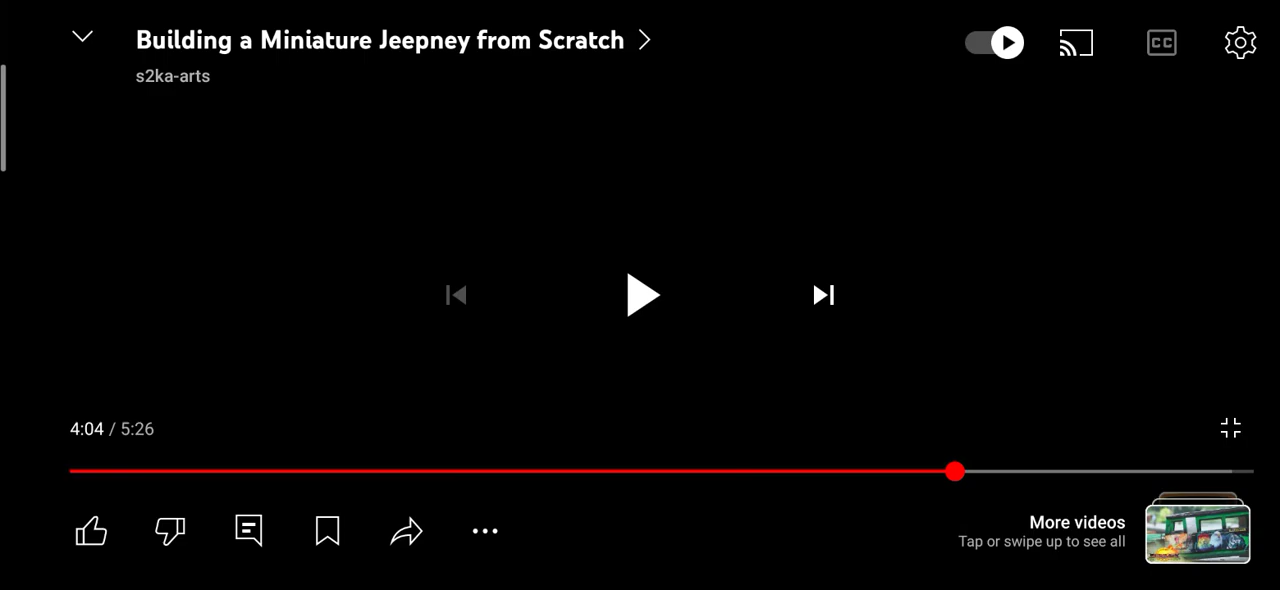 Building a Miniature Jeepney from Scratch
s2ka-arts
CC
4:04 / 5:26
More videos
Tap or swipe up to see all